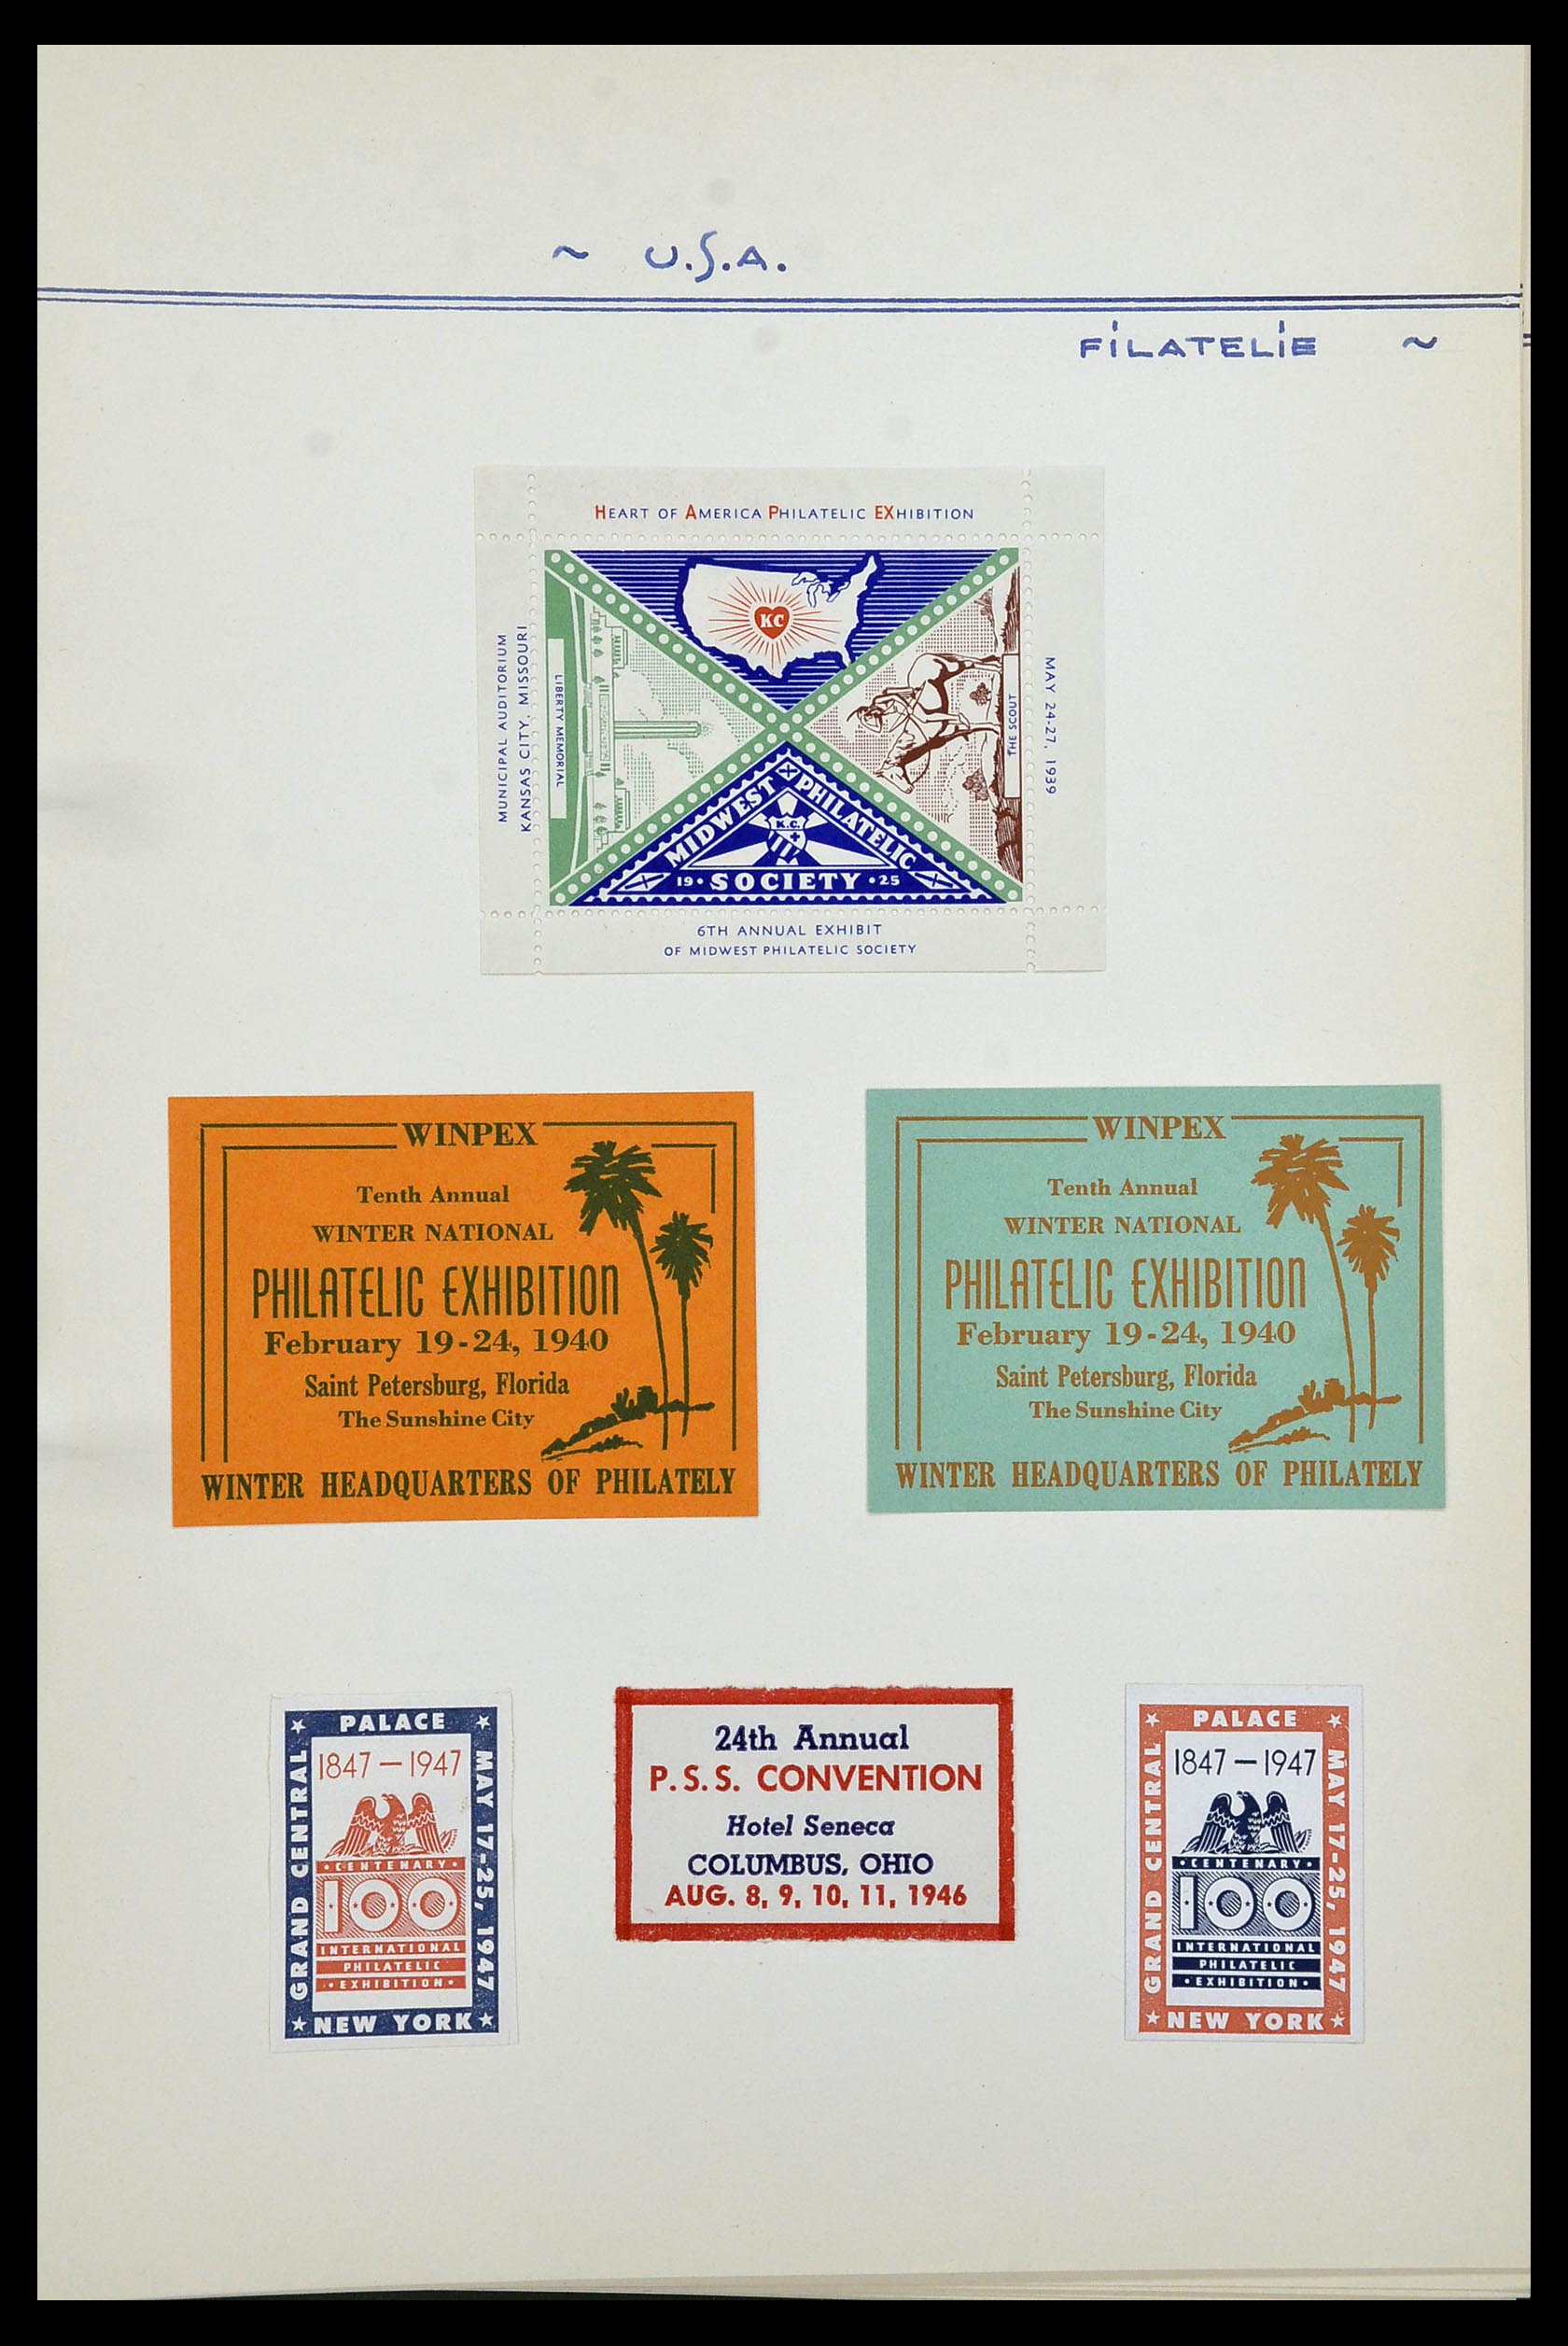 ~ U.S.A.
FILATELIE ~
HEART OF AMERICA PHILATELIC EXHIBITION
MUNICIPAL AUDITORIUM
KANSAS CITY, MISSOURI
LIBERTY MEMORIAL
KC
THE SCOUT
MAY 24-27, 1939
MIDWEST PHILATELIC
K.C.
19 • SOCIETY • 25
6TH ANNUAL EXHIBIT
OF MIDWEST PHILATELIC SOCIETY
WINPEX
Tenth Annual
WINTER NATIONAL
PHILATELIC EXHIBITION
February 19-24, 1940
Saint Petersburg, Florida
The Sunshine City
WINTER HEADQUARTERS OF PHILATELY
WINPEX
Tenth Annual
WINTER NATIONAL
PHILATELIC EXHIBITION
February 19-24, 1940
Saint Petersburg, Florida
The Sunshine City
WINTER HEADQUARTERS OF PHILATELY
GRAND CENTRAL
PALACE
MAY 17-25, 1947
1847 — 1947
• CENTENARY •
100
INTERNATIONAL
PHILATELIC
• EXHIBITION •
NEW YORK
24th Annual
P.S.S. CONVENTION
Hotel Seneca
COLUMBUS, OHIO
AUG. 8, 9, 10, 11, 1946
GRAND CENTRAL
PALACE
MAY 17-25, 1947
1847 — 1947
• CENTENARY •
100
INTERNATIONAL
PHILATELIC
• EXHIBITION •
NEW YORK